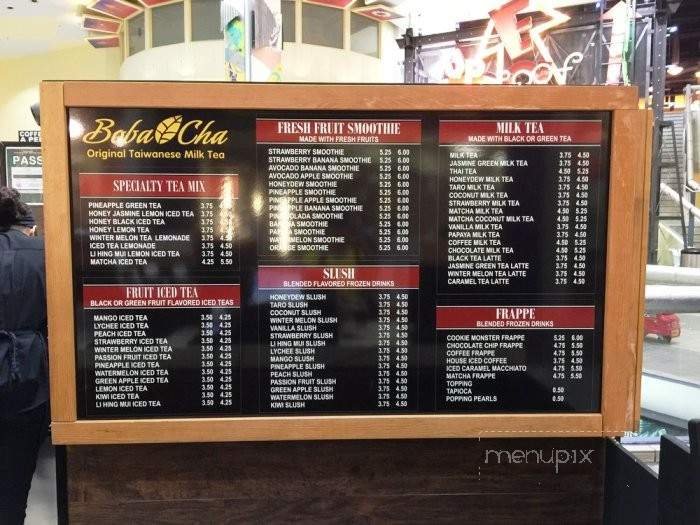 Boba Cha
Original Taiwanese Milk Tea
SPECIALTY TEA MIX
PINEAPPLE GREEN TEA 3.75 4.50
HONEY JASMINE LEMON ICED TEA 3.75 4.50
HONEY BLACK ICED TEA 3.75 4.50
HONEY LEMON TEA 3.75 4.50
WINTER MELON TEA LEMONADE 3.75 4.50
ICED TEA LEMONADE 3.75 4.50
LI HING MUI LEMON ICED TEA 3.75 4.50
MATCHA ICED TEA 4.25 5.50
FRUIT ICED TEA
BLACK OR GREEN FRUIT FLAVORED ICED TEAS
MANGO ICED TEA 3.50 4.25
LYCHEE ICED TEA 3.50 4.25
PEACH ICED TEA 3.50 4.25
STRAWBERRY ICED TEA 3.50 4.25
WINTER MELON ICED TEA 3.50 4.25
PASSION FRUIT ICED TEA 3.50 4.25
PINEAPPLE ICED TEA 3.50 4.25
WATERMELON ICED TEA 3.50 4.25
GREEN APPLE ICED TEA 3.50 4.25
LEMON ICED TEA 3.50 4.25
KIWI ICED TEA 3.50 4.25
LI HING MUI ICED TEA 3.50 4.25
FRESH FRUIT SMOOTHIE
MADE WITH FRESH FRUITS
STRAWBERRY SMOOTHIE 5.25 6.00
STRAWBERRY BANANA SMOOTHIE 5.25 6.00
AVOCADO BANANA SMOOTHIE 5.25 6.00
AVOCADO APPLE SMOOTHIE 5.25 6.00
HONEYDEW SMOOTHIE 5.25 6.00
PINEAPPLE SMOOTHIE 5.25 6.00
PINEAPPLE APPLE SMOOTHIE 5.25 6.00
PINEAPPLE BANANA SMOOTHIE 5.25 6.00
SMOOTHIE 5.25 6.00
SMOOTHIE 5.25 6.00
SMOOTHIE 5.25 6.00
WATERMELON SMOOTHIE 5.25 6.00
ORANGE SMOOTHIE 5.25 6.00
SLUSH
BLENDED FLAVORED FROZEN DRINKS
HONEYDEW SLUSH 3.75 4.50
TARO SLUSH 3.75 4.50
COCONUT SLUSH 3.75 4.50
WINTER MELON SLUSH 3.75 4.50
VANILLA SLUSH 3.75 4.50
STRAWBERRY SLUSH 3.75 4.50
LI HING MUI SLUSH 3.75 4.50
LYCHEE SLUSH 3.75 4.50
MANGO SLUSH 3.75 4.50
PINEAPPLE SLUSH 3.75 4.50
PEACH SLUSH 3.75 4.50
PASSION FRUIT SLUSH 3.75 4.50
GREEN APPLE SLUSH 3.75 4.50
WATERMELON SLUSH 3.75 4.50
KIWI SLUSH 3.75 4.50
MILK TEA
MADE WITH BLACK OR GREEN TEA
MILK TEA 3.75 4.50
JASMINE GREEN MILK TEA 3.75 4.50
THAI TEA 4.50 5.25
HONEYDEW MILK TEA 3.75 4.50
TARO MILK TEA 3.75 4.50
COCONUT MILK TEA 3.75 4.50
STRAWBERRY MILK TEA 3.75 4.50
MATCHA MILK TEA 4.50 5.25
MATCHA COCONUT MILK TEA 4.50 5.25
VANILLA MILK TEA 3.75 4.50
PAPAYA MILK TEA 3.75 4.50
COFFEE MILK TEA 4.50 5.25
CHOCOLATE MILK TEA 4.50 5.25
BLACK TEA LATTE 3.75 4.50
JASMINE GREEN TEA LATTE 3.75 4.50
WINTER MELON TEA LATTE 3.75 4.50
CARAMEL TEA LATTE 3.75 4.50
FRAPPE
BLENDED FROZEN DRINKS
COOKIE MONSTER FRAPPE 5.25 6.00
CHOCOLATE CHIP FRAPPE 4.75 5.50
COFFEE FRAPPE 4.75 5.50
HOUSE ICED COFFEE 3.75 4.50
ICED CARAMEL MACCHIATO 4.75 5.50
MATCHA FRAPPE 4.75 5.50
TOPPING
TAPIOCA 0.50
POPPING PEARLS 0.50
menupix